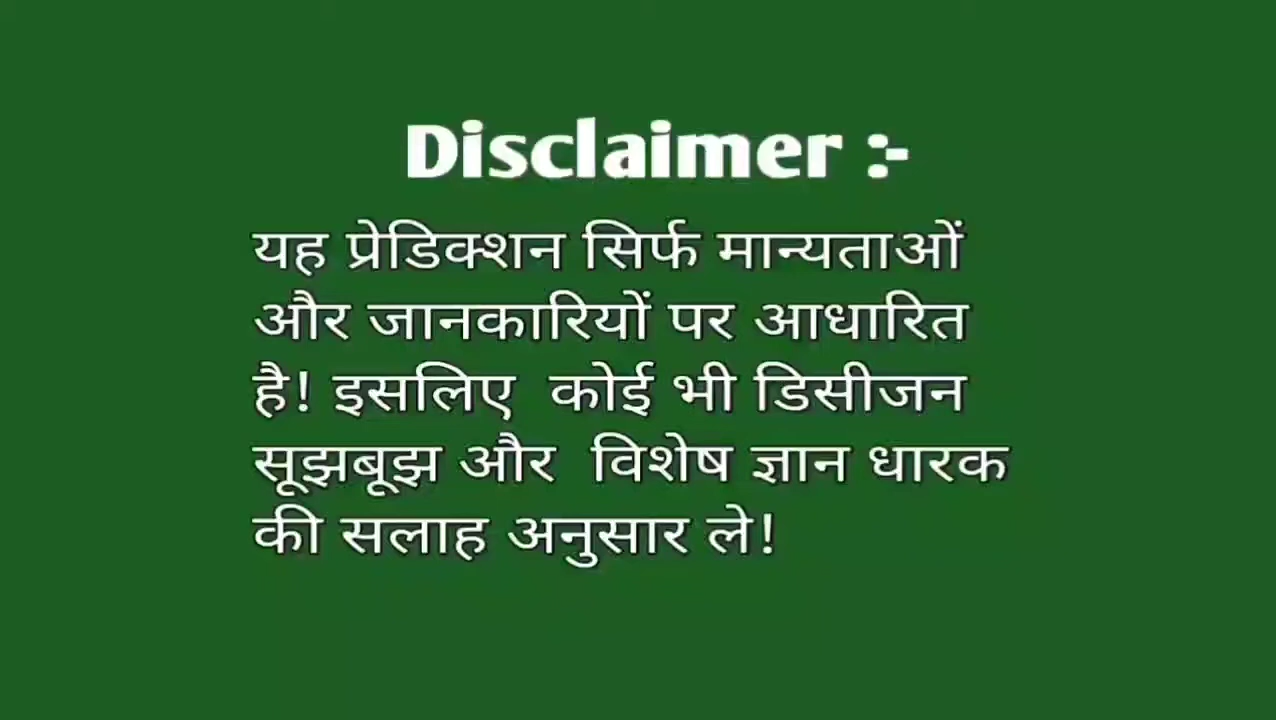 Disclaimer :-
यह प्रेडिक्शन सिर्फ मान्यताओं
और जानकारियों पर आधारित
है! इसलिए कोई भी डिसीजन
सूझबूझ और विशेष ज्ञान धारक
की सलाह अनुसार ले!